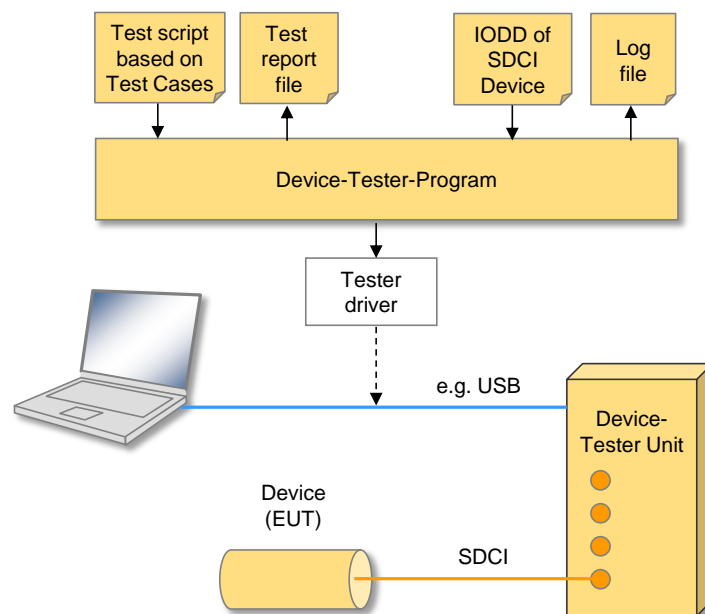 Test script
based on
Test Cases
Test
report
file
IODD of
SDCI
Device
Log
file
Device-Tester-Program
Tester
driver
e.g. USB
Device-
Tester Unit
Device
(EUT)
SDCI